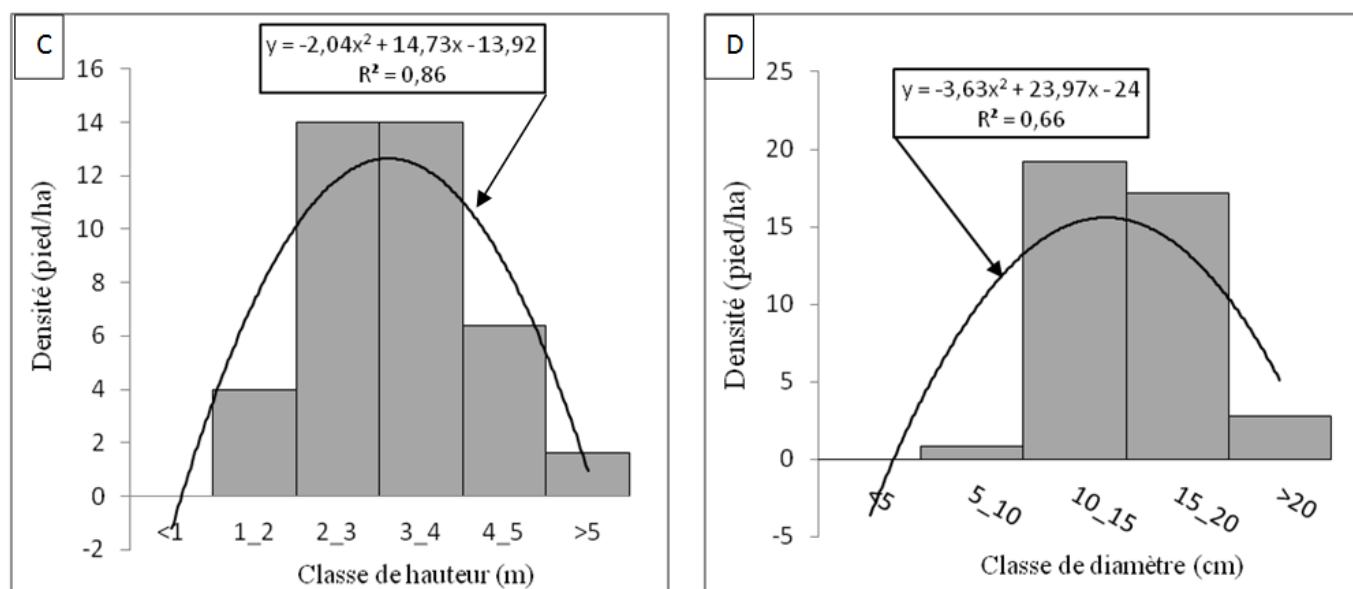 C
y = -2,04x² + 14,73x - 13,92
R² = 0,86
16
14
12
10
8
6
4
2
0
-2
Densité (pied/ha)
<1 1_2 2_3 3_4 4_5 >5
Classe de hauteur (m)
D
y = -3,63x² + 23,97x - 24
R² = 0,66
25
20
15
10
5
0
-5
Densité (pied/ha)
<5 5_10 10_15 15_20 >20
Classe de diamètre (cm)